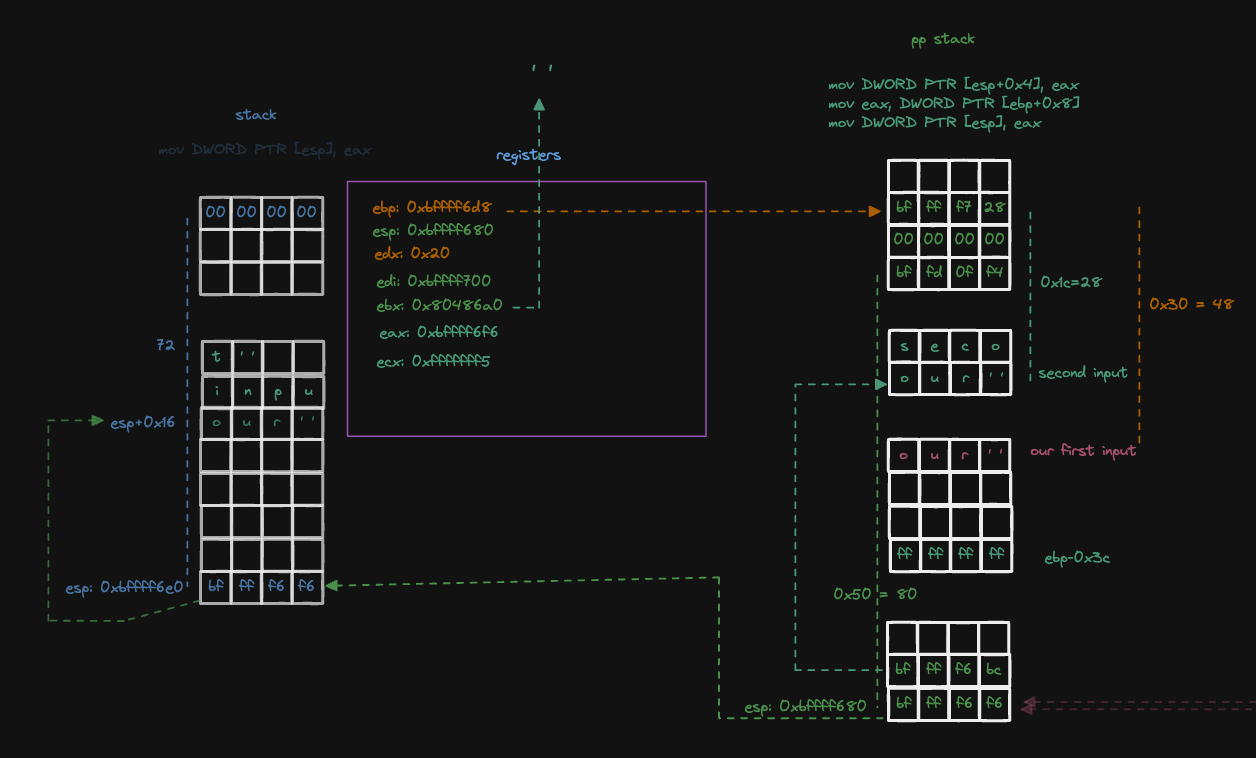 pp stack
mov DWORD PTR [esp+0x4], eax
mov eax, DWORD PTR [ebp+0x8]
mov DWORD PTR [esp], eax
' '
stack
mov DWORD PTR [esp], eax
registers
ebp: 0xbffff6d8
esp: 0xbffff680
edx: 0x20
edi: 0xbffff700
ebx: 0x80486a0
eax: 0xbffff6f6
ecx: 0xfffffff5
00 00 00 00
72
t ' '
i n p u
esp+0x16
o u r ' '
esp: 0xbffff6e0
bf ff f6 f6
bf ff f7 28
00 00 00 00
bf fd 0f f4
0x1c=28
0x30 = 48
s e c o
o u r ' '
second input
o u r ' '
our first input
ff ff ff ff
ebp-0x3c
0x50 = 80
bf ff f6 bc
esp: 0xbffff680
bf ff f6 f6